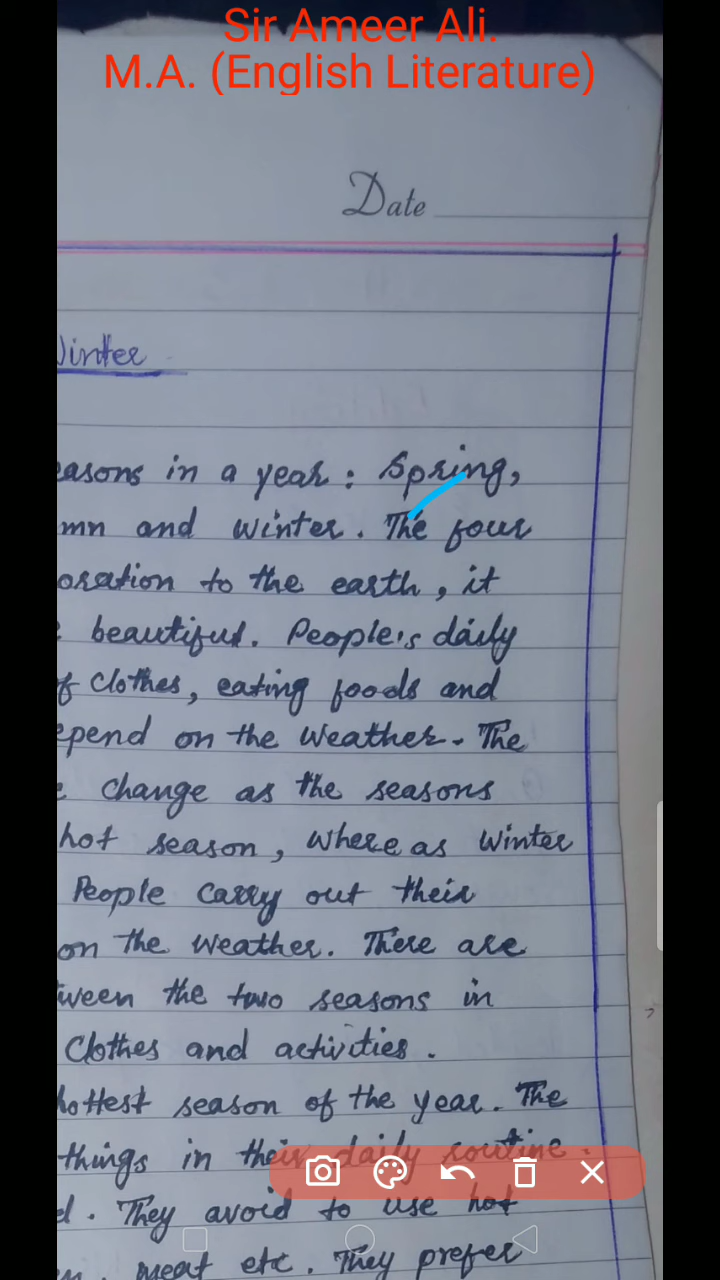 Sir Ameer Ali.
M.A. (English Literature)
Date
Winter
easons in a year : Spring,
mn and winter. The four
oration to the earth, it
beautiful. People's daily
of clothes, eating foods and
epend on the weather. The
change as the seasons
hot season, where as winter
People carry out their
on the weather. There are
ween the two seasons in
Clothes and activities.
hottest season of the year. The
things in their daily routine.
d. They avoid to use hot
meat etc. They prefer